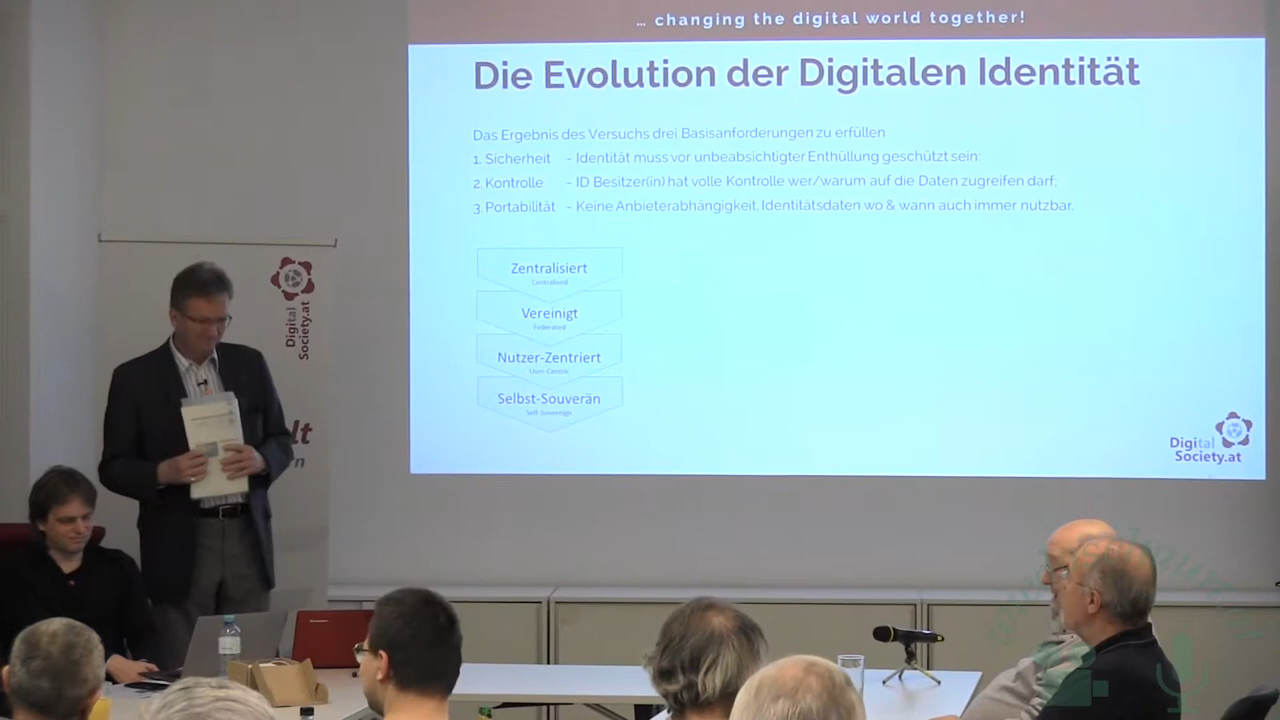 … changing the digital world together!
Die Evolution der Digitalen Identität
Das Ergebnis des Versuchs drei Basisanforderungen zu erfüllen
1. Sicherheit - Identität muss vor unbeabsichtigter Enthüllung geschützt sein;
2. Kontrolle - ID Besitzer(in) hat volle Kontrolle wer/warum auf die Daten zugreifen darf;
3. Portabilität - Keine Anbieterabhängigkeit, Identitätsdaten wo & wann auch immer nutzbar.
Zentralisiert
Centralised
Vereinigt
Federated
Nutzer-Zentriert
User-Centric
Selbst-Souverän
Self-Sovereign
Digital
Society.at
Digital
Society.at
lt
rn